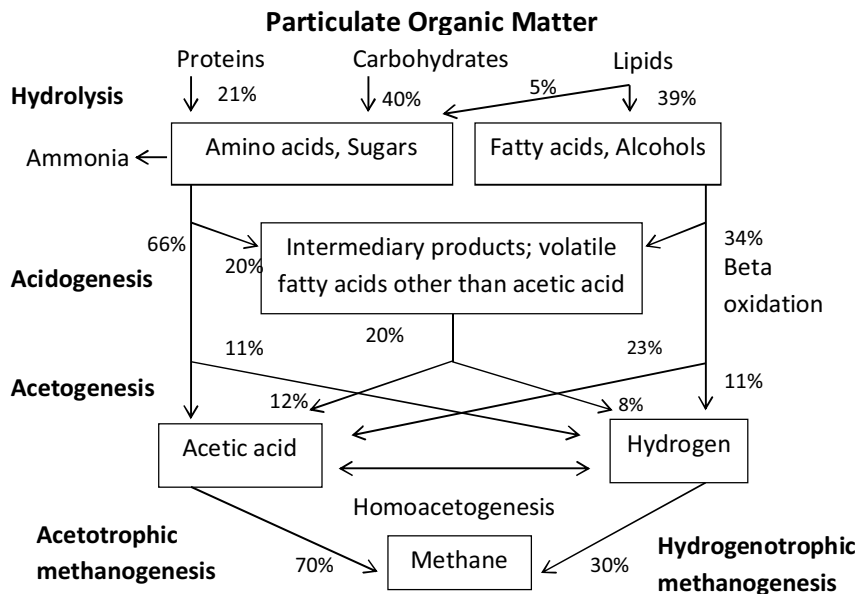 Particulate Organic Matter
Proteins Carbohydrates Lipids
Hydrolysis 21% 40% 5% 39%
Ammonia Amino acids, Sugars Fatty acids, Alcohols
66% 20% Intermediary products; volatile 34%
Acidogenesis fatty acids other than acetic acid Beta
oxidation
20%
11% 23%
Acetogenesis 11%
12% 8%
Acetic acid Hydrogen
Homoacetogenesis
Acetotrophic Hydrogenotrophic
methanogenesis 70% Methane 30% methanogenesis